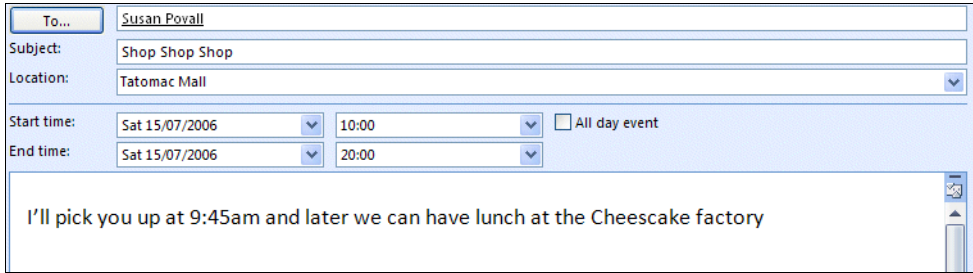 To... Susan Povall
Subject: Shop Shop Shop
Location: Tatomac Mall
Start time: Sat 15/07/2006 10:00 All day event
End time: Sat 15/07/2006 20:00
I'll pick you up at 9:45am and later we can have lunch at the Cheescake factory